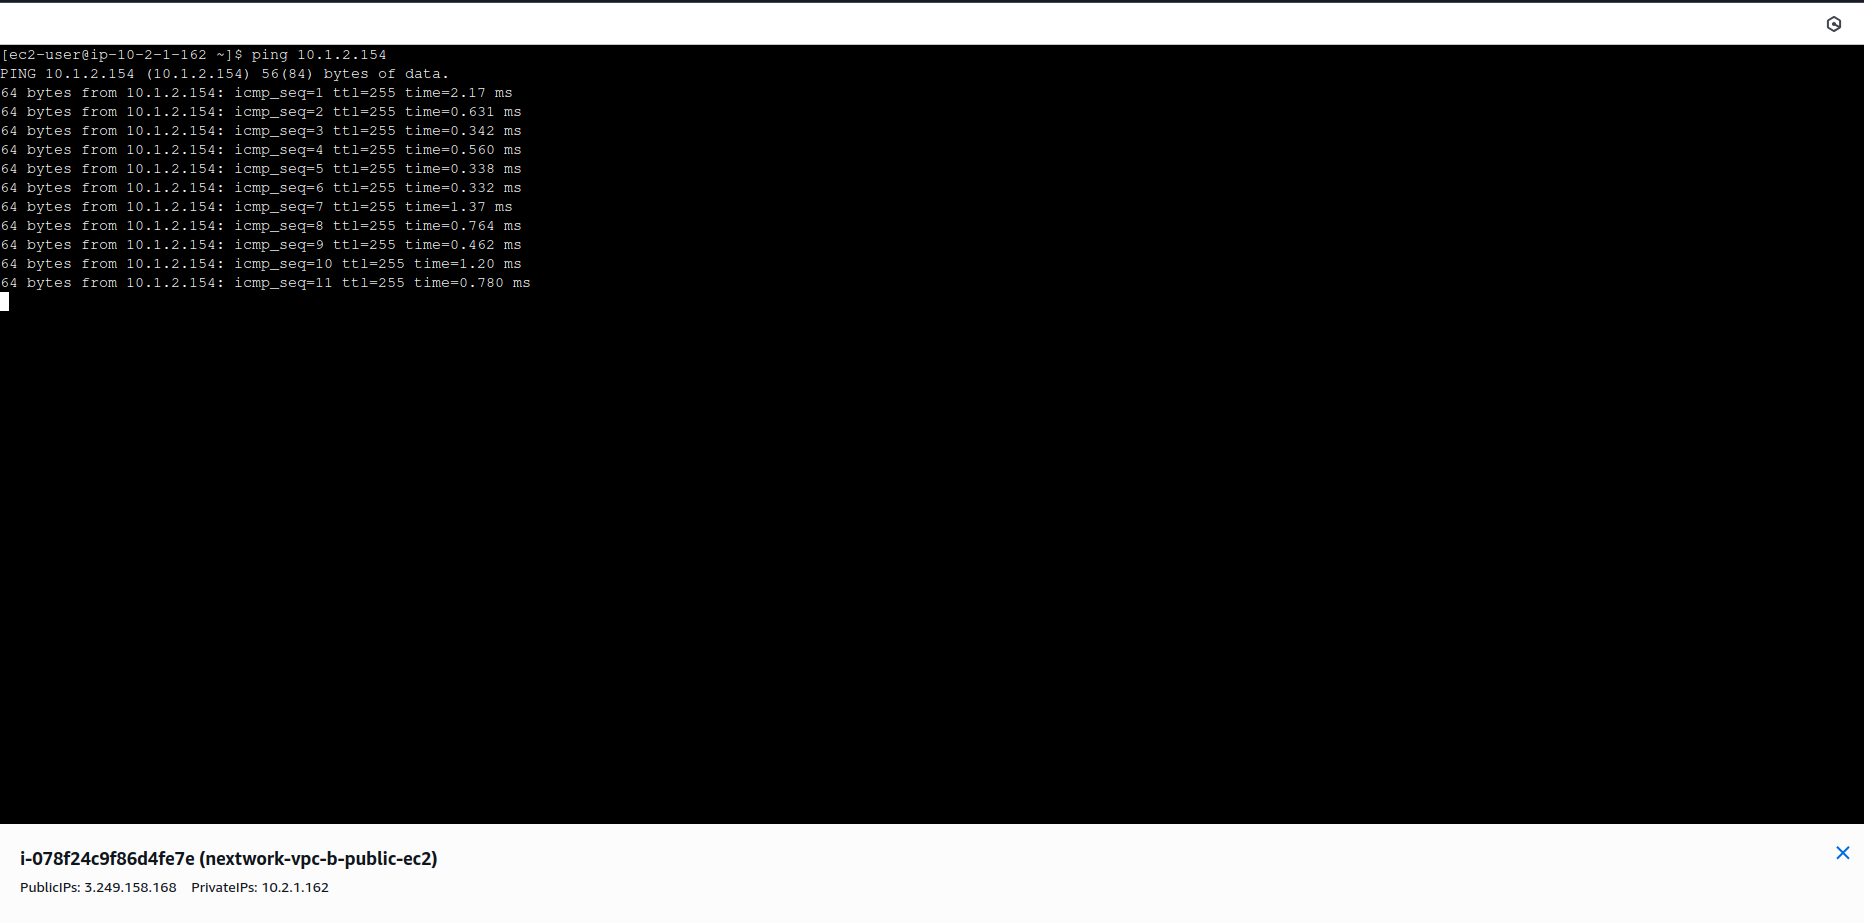 [ec2-user@ip-10-2-1-162 ~]$ ping 10.1.2.154
PING 10.1.2.154 (10.1.2.154) 56(84) bytes of data.
64 bytes from 10.1.2.154: icmp_seq=1 ttl=255 time=2.17 ms
64 bytes from 10.1.2.154: icmp_seq=2 ttl=255 time=0.631 ms
64 bytes from 10.1.2.154: icmp_seq=3 ttl=255 time=0.342 ms
64 bytes from 10.1.2.154: icmp_seq=4 ttl=255 time=0.560 ms
64 bytes from 10.1.2.154: icmp_seq=5 ttl=255 time=0.338 ms
64 bytes from 10.1.2.154: icmp_seq=6 ttl=255 time=0.332 ms
64 bytes from 10.1.2.154: icmp_seq=7 ttl=255 time=1.37 ms
64 bytes from 10.1.2.154: icmp_seq=8 ttl=255 time=0.764 ms
64 bytes from 10.1.2.154: icmp_seq=9 ttl=255 time=0.462 ms
64 bytes from 10.1.2.154: icmp_seq=10 ttl=255 time=1.20 ms
64 bytes from 10.1.2.154: icmp_seq=11 ttl=255 time=0.780 ms
i-078f24c9f86d4fe7e (nextwork-vpc-b-public-ec2)
PublicIPs: 3.249.158.168 PrivateIPs: 10.2.1.162